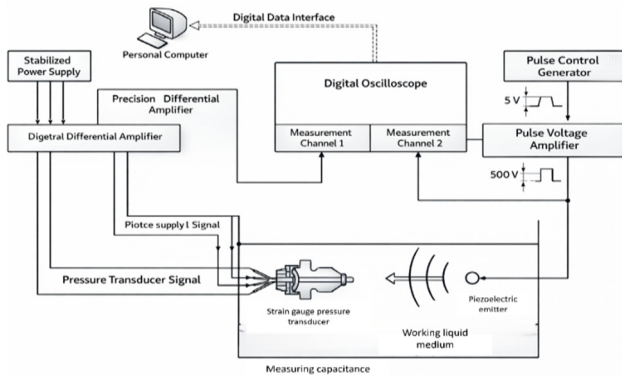 Digital Data Interface
Personal Computer
Stabilized
Power Supply
Pulse Control
Generator
Digital Oscilloscope
Precision Differential
Amplifier
5 V
Measurement
Channel 1
Measurement
Channel 2
Digetral Differential Amplifier
Pulse Voltage
Amplifier
500 V
Piotce supply l Signal
Pressure Transducer Signal
Strain gauge pressure
transducer
Piezoelectric
emitter
Working liquid
medium
Measuring capacitance